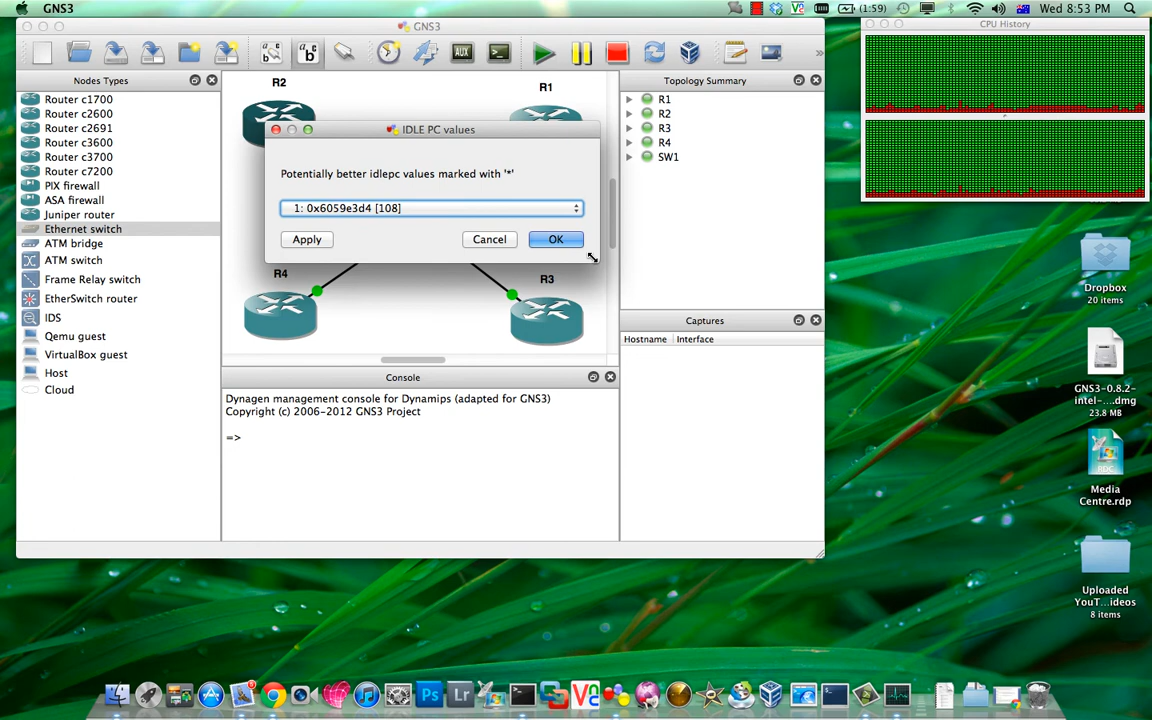 GNS3
(1:59)
Wed 8:53 PM
GNS3
AUX
Nodes Types
Router c1700
Router c2600
Router c2691
Router c3600
Router c3700
Router c7200
PIX firewall
ASA firewall
Juniper router
Ethernet switch
ATM bridge
ATM switch
Frame Relay switch
EtherSwitch router
IDS
Qemu guest
VirtualBox guest
Host
Cloud
R2
R1
R4
R3
IDLE PC values
Potentially better idlepc values marked with '*'
1: 0x6059e3d4 [108]
Apply
Cancel
OK
Console
Dynagen management console for Dynamips (adapted for GNS3)
Copyright (c) 2006-2012 GNS3 Project
=>
Topology Summary
R1
R2
R3
R4
SW1
Captures
Hostname
Interface
CPU History
Dropbox
20 items
GNS3-0.8.2-
intel-....dmg
23.8 MB
RDC
Media
Centre.rdp
Uploaded
YouT...ideos
8 items
Ps
Lr